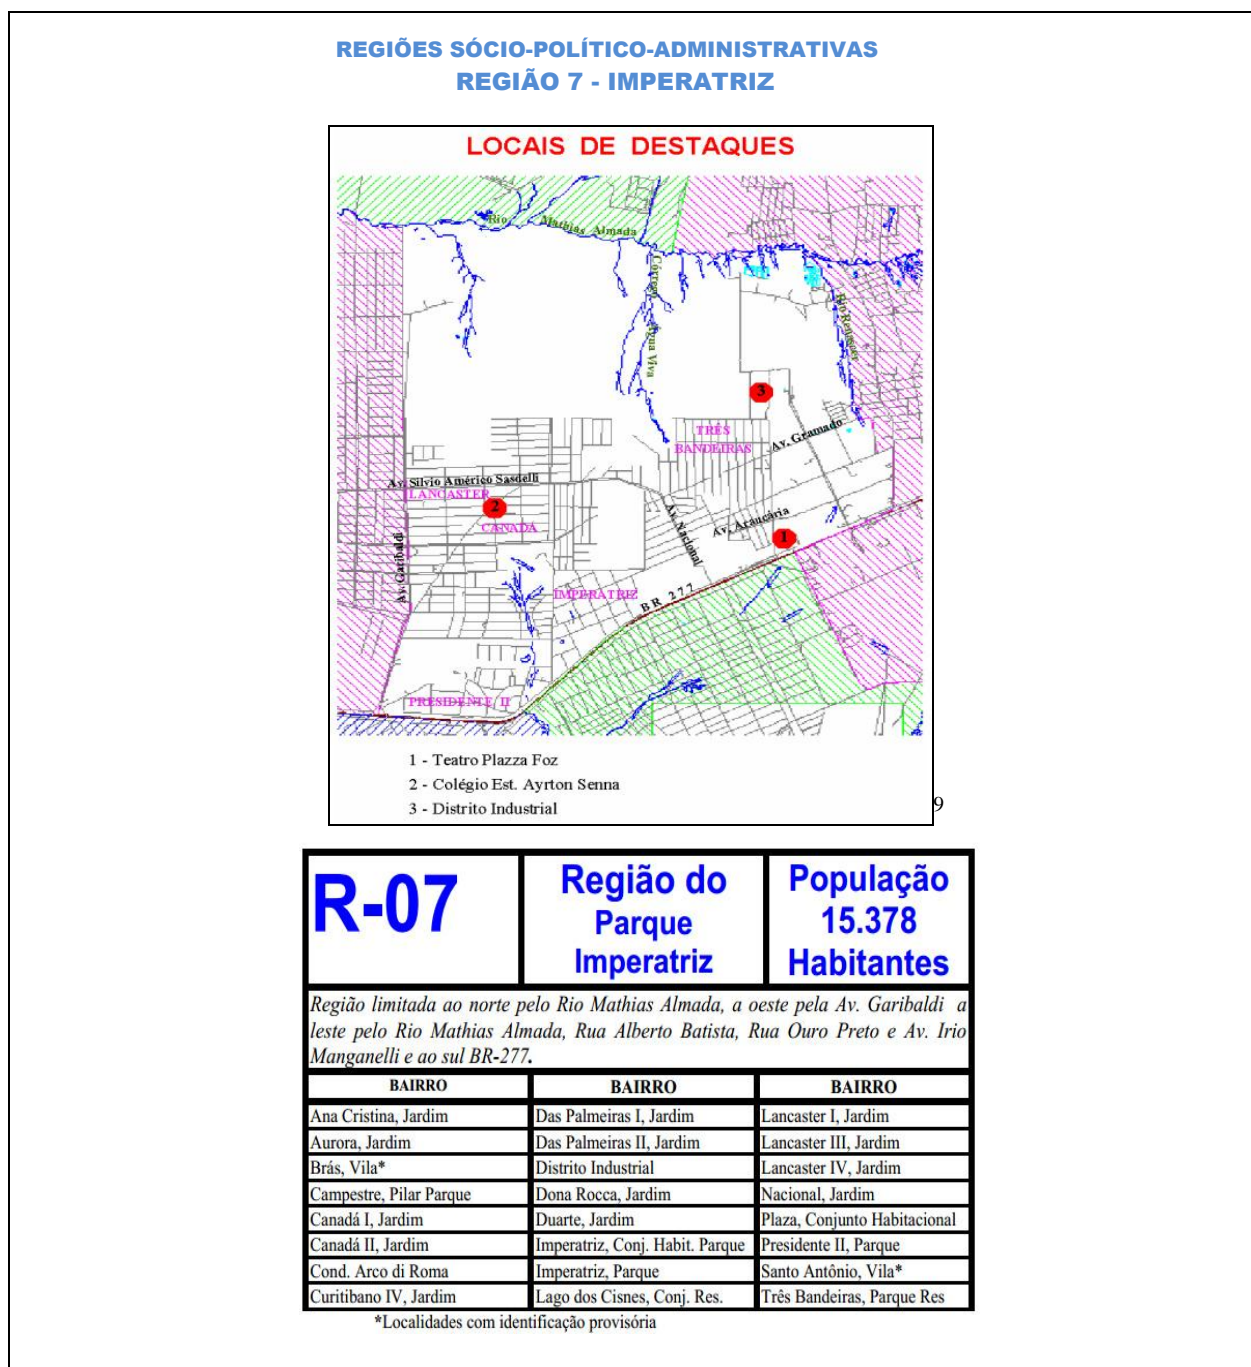 REGIÕES SÓCIO-POLÍTICO-ADMINISTRATIVAS
REGIÃO 7 - IMPERATRIZ
LOCAIS DE DESTAQUES
Rio Mathias Almada
Córrego Água Viva
Rio Renascer
3
TRÊS
BANDEIRAS
Av. Gramado
Av. Silvio Américo Sasdelli
LANCASTER
2
CANADÁ
Av. Nacional
Av. Araucária
1
Av. Garibaldi
IMPERATRIZ
BR 277
PRESIDENTE II
1 - Teatro Plazza Foz
2 - Colégio Est. Ayrton Senna
3 - Distrito Industrial
9
R-07
Região do
Parque
Imperatriz
População
15.378
Habitantes
Região limitada ao norte pelo Rio Mathias Almada, a oeste pela Av. Garibaldi a
leste pelo Rio Mathias Almada, Rua Alberto Batista, Rua Ouro Preto e Av. Irio
Manganelli e ao sul BR-277.
BAIRRO BAIRRO BAIRRO
Ana Cristina, Jardim Das Palmeiras I, Jardim Lancaster I, Jardim
Aurora, Jardim Das Palmeiras II, Jardim Lancaster III, Jardim
Brás, Vila* Distrito Industrial Lancaster IV, Jardim
Campestre, Pilar Parque Dona Rocca, Jardim Nacional, Jardim
Canadá I, Jardim Duarte, Jardim Plaza, Conjunto Habitacional
Canadá II, Jardim Imperatriz, Conj. Habit. Parque Presidente II, Parque
Cond. Arco di Roma Imperatriz, Parque Santo Antônio, Vila*
Curitibano IV, Jardim Lago dos Cisnes, Conj. Res. Três Bandeiras, Parque Res
*Localidades com identificação provisória